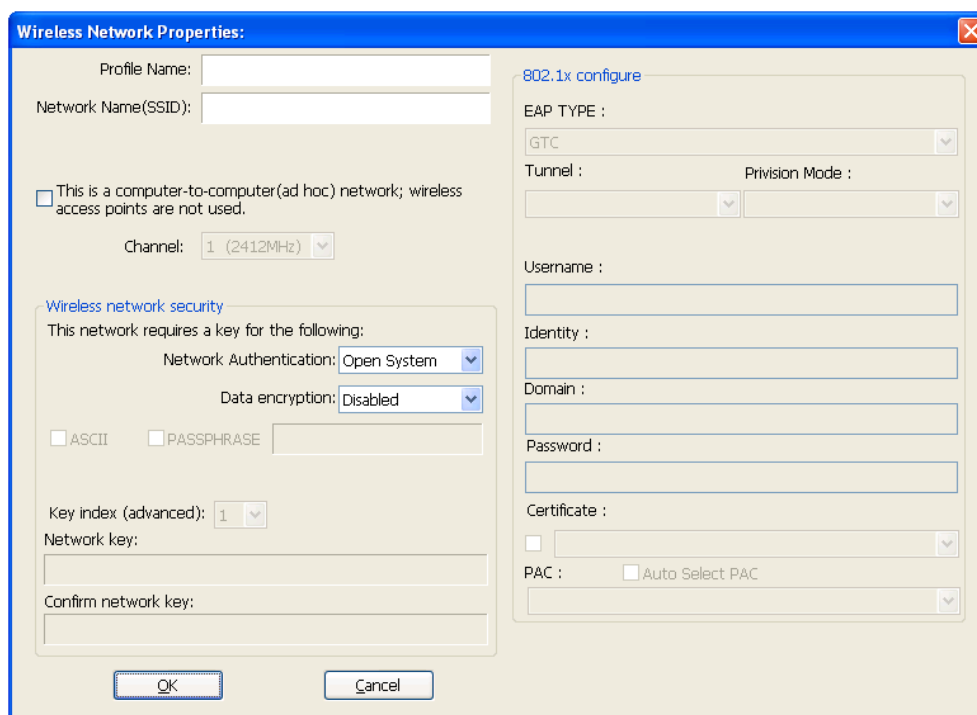 Wireless Network Properties:
Profile Name:
Network Name(SSID):
This is a computer-to-computer(ad hoc) network; wireless
access points are not used.
Channel: 1 (2412MHz)
Wireless network security
This network requires a key for the following:
Network Authentication: Open System
Data encryption: Disabled
ASCII PASSPHRASE
Key index (advanced): 1
Network key:
Confirm network key:
OK Cancel
802.1x configure
EAP TYPE :
GTC
Tunnel : Privision Mode :
Username :
Identity :
Domain :
Password :
Certificate :
PAC : Auto Select PAC